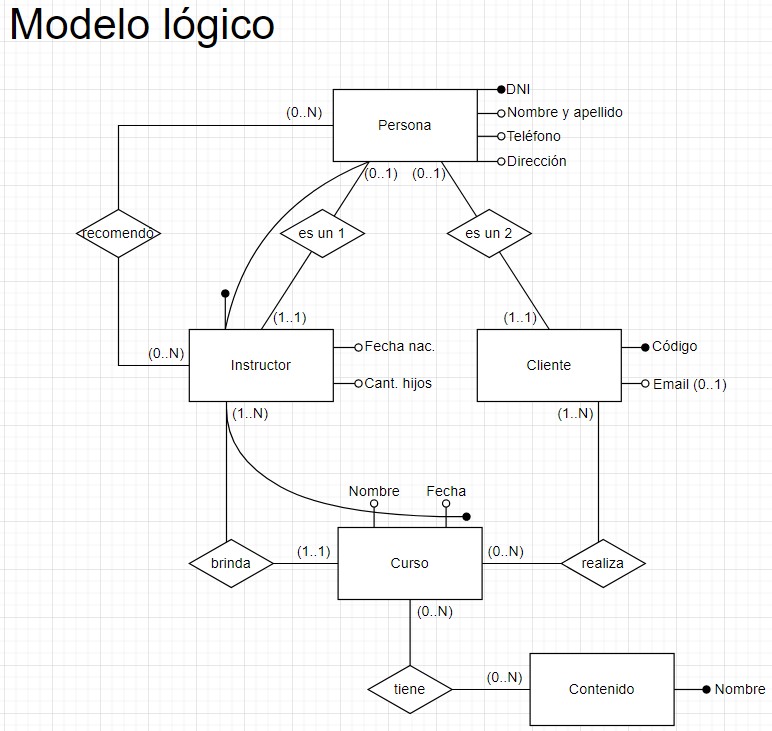 Modelo lógico
DNI
(0..N)
Persona
Nombre y apellido
Teléfono
Dirección
(0..1)
(0..1)
recomendo
es un 1
es un 2
(1..1)
(1..1)
(0..N)
Instructor
Fecha nac.
Cant. hijos
Cliente
Código
Email (0..1)
(1..N)
(1..N)
Nombre
Fecha
brinda
(1..1)
Curso
(0..N)
realiza
(0..N)
tiene
(0..N)
Contenido
Nombre